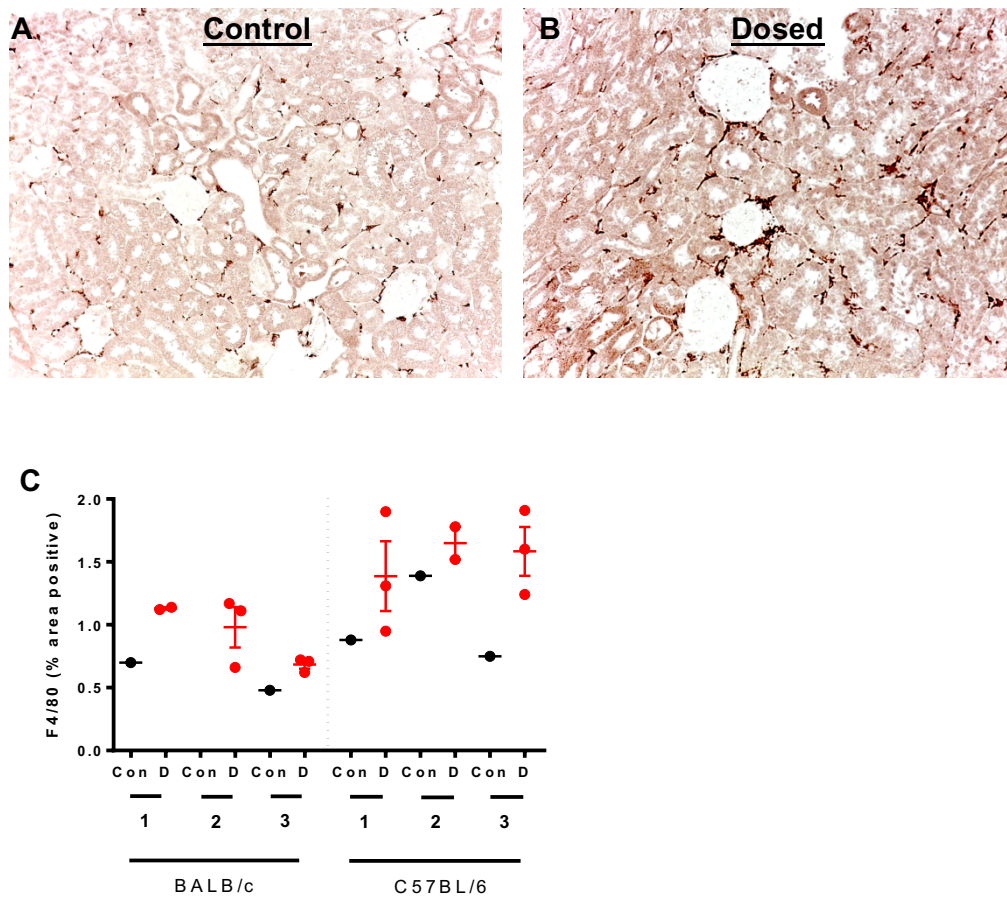 A Control
B Dosed
C
F4/80 (% area positive)
2.0
1.5
1.0
0.5
0.0
Con D Con D Con D Con D Con D Con D
1 2 3 1 2 3
BALB/c C57BL/6